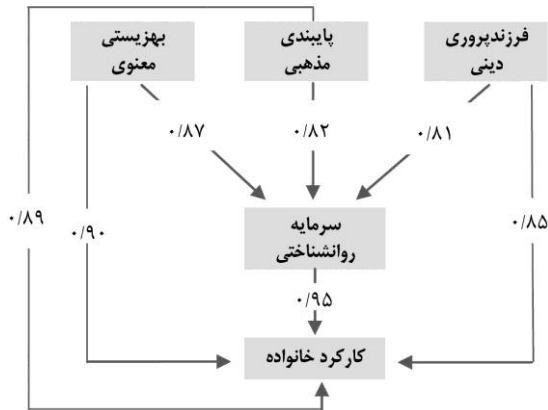 فرزندپروری
دینی
پایبندی
مذهبی
بهزیستی
معنوی
۰/۸۱
۰/۸۲
۰/۸۷
۰/۸۵
۰/۹۰
۰/۸۹
سرمایه
روانشناختی
۰/۹۵
کارکرد خانواده